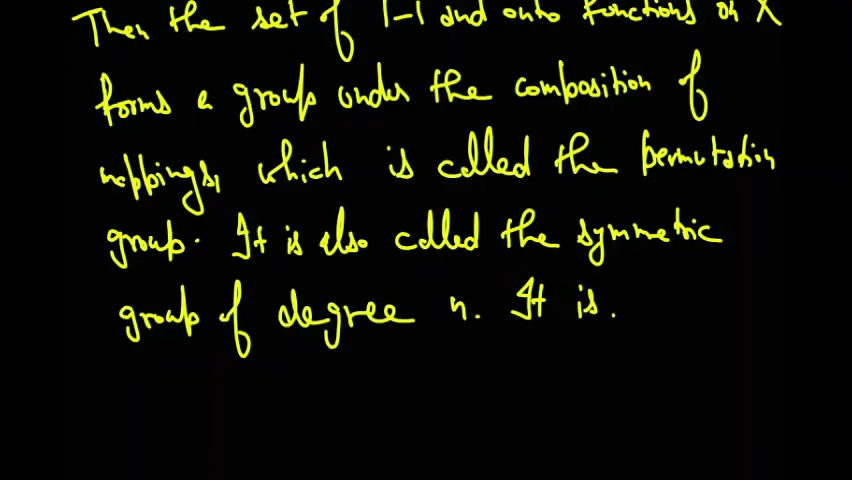 Then the set of 1-1 and onto functions on X
forms a group under the composition of
mappings, which is called the permutation
group. It is also called the symmetric
group of degree n. It is.